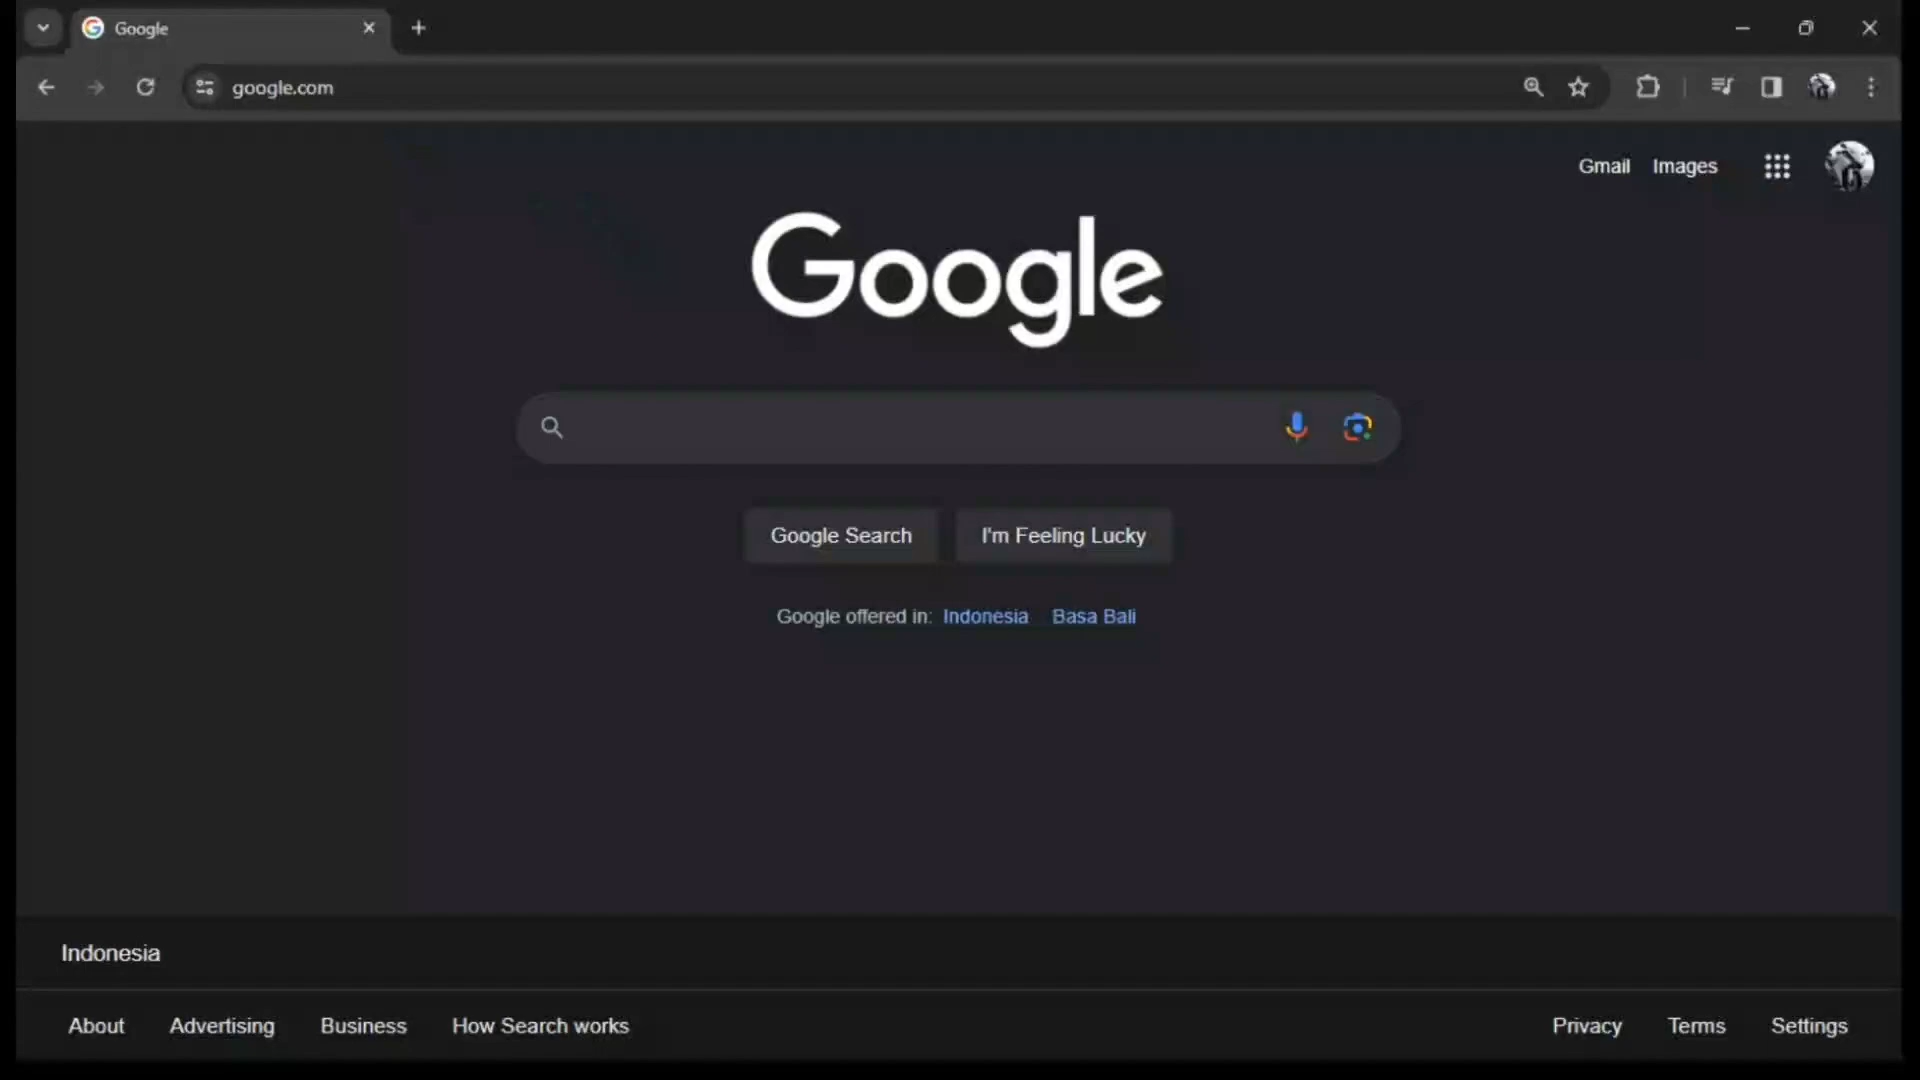 Google
google.com
Gmail Images
Google
Google Search I'm Feeling Lucky
Google offered in: Indonesia Basa Bali
Indonesia
About Advertising Business How Search works Privacy Terms Settings